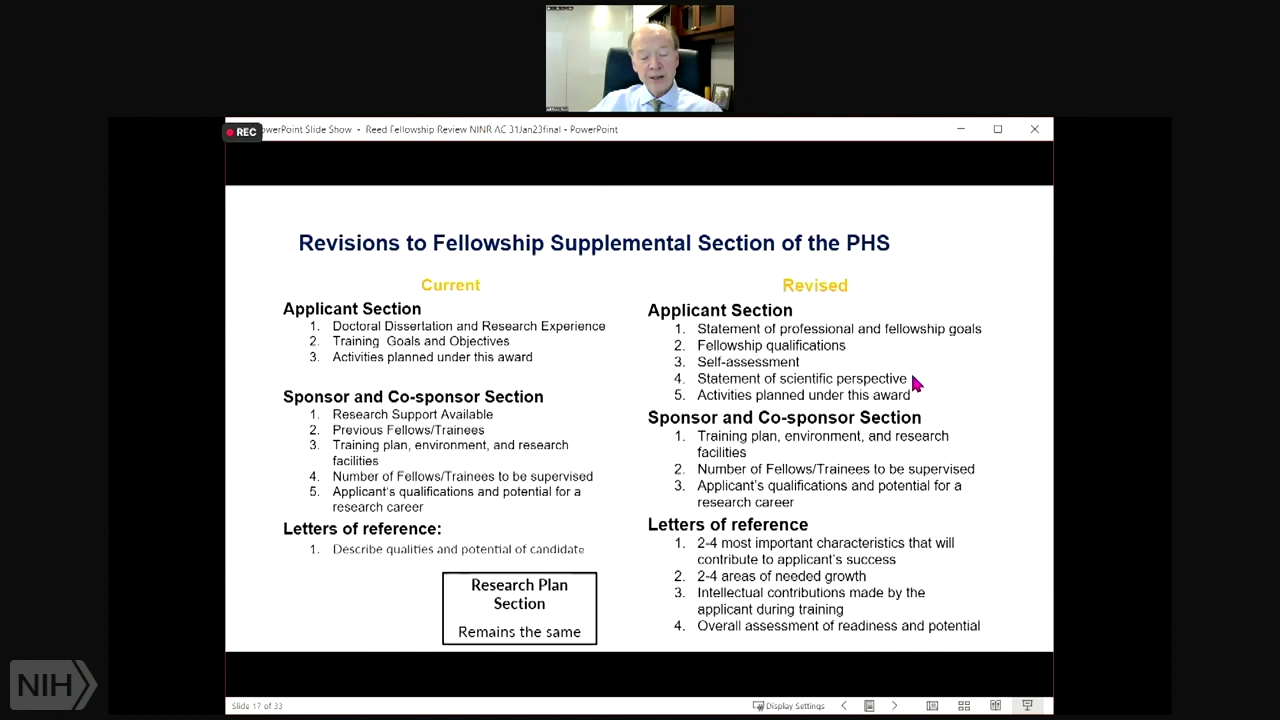 REC
owerPoint Slide Show - Reed Fellowship Review NINR AC 31Jan23final - PowerPoint
Revisions to Fellowship Supplemental Section of the PHS
Current
Applicant Section
1. Doctoral Dissertation and Research Experience
2. Training Goals and Objectives
3. Activities planned under this award
Sponsor and Co-sponsor Section
1. Research Support Available
2. Previous Fellows/Trainees
3. Training plan, environment, and research
facilities
4. Number of Fellows/Trainees to be supervised
5. Applicant's qualifications and potential for a
research career
Letters of reference:
1. Describe qualities and potential of candidate
Research Plan
Section
Remains the same
Revised
Applicant Section
1. Statement of professional and fellowship goals
2. Fellowship qualifications
3. Self-assessment
4. Statement of scientific perspective
5. Activities planned under this award
Sponsor and Co-sponsor Section
1. Training plan, environment, and research
facilities
2. Number of Fellows/Trainees to be supervised
3. Applicant's qualifications and potential for a
research career
Letters of reference
1. 2-4 most important characteristics that will
contribute to applicant's success
2. 2-4 areas of needed growth
3. Intellectual contributions made by the
applicant during training
4. Overall assessment of readiness and potential
NIH
Slide 17 of 33
Display Settings